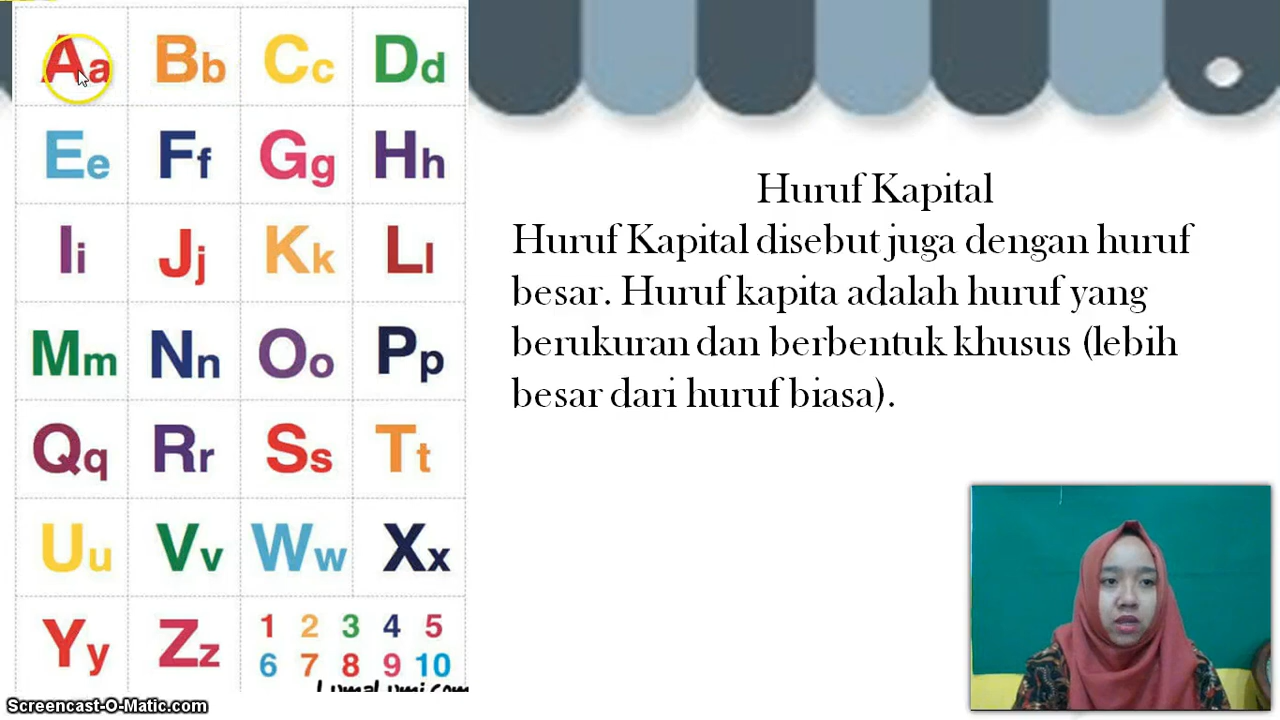 Aa Bb Cc Dd
Ee Ff Gg Hh
Ii Jj Kk Ll
Mm Nn Oo Pp
Qq Rr Ss Tt
Uu Vv Ww Xx
Yy Zz
1 2 3 4 5
6 7 8 9 10
Huruf Kapital
Huruf Kapital disebut juga dengan huruf
besar. Huruf kapita adalah huruf yang
berukuran dan berbentuk khusus (lebih
besar dari huruf biasa).
Screencast-O-Matic.com